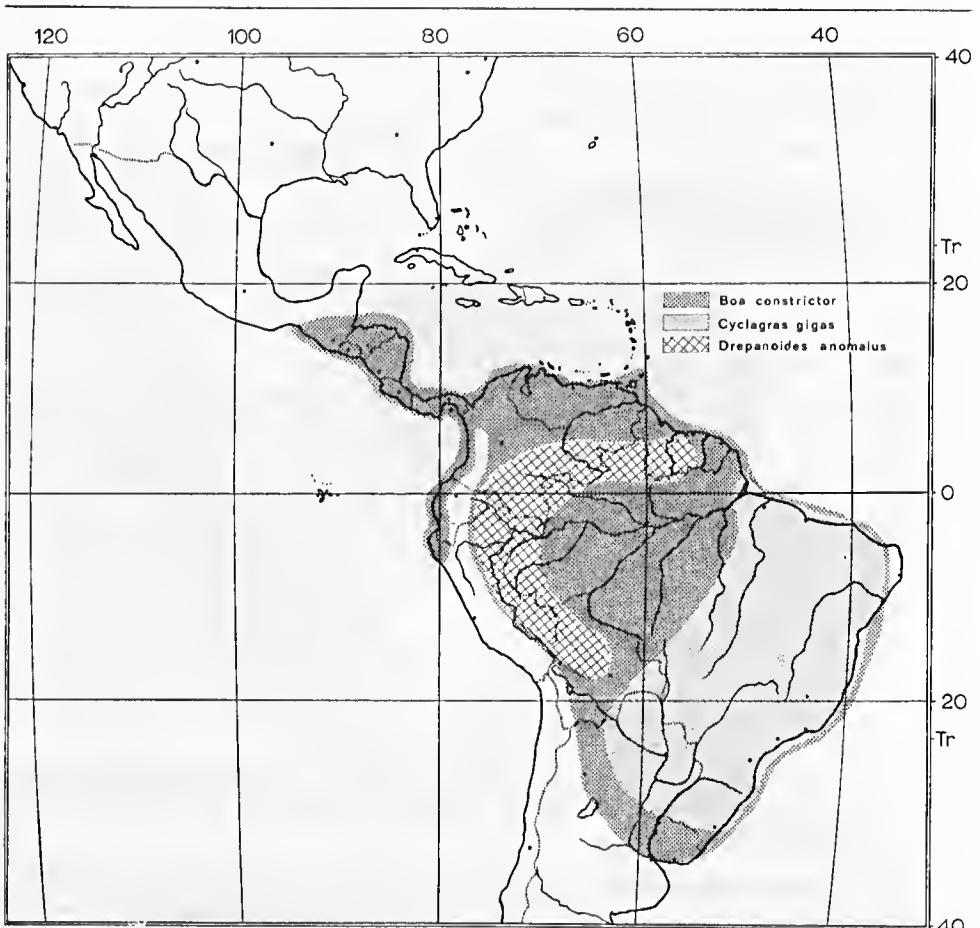 120 100 80 60 40
40
Tr
20
Boa constrictor
Cyclagras gigas
Drepanoides anomalus
0
20
Tr
40